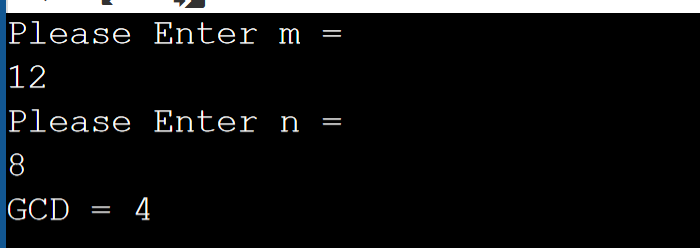 Please Enter m =
12
Please Enter n =
8
GCD = 4